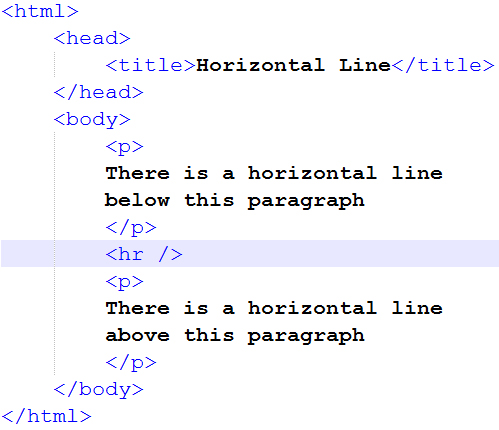 <html>
<head>
<title>Horizontal Line</title>
</head>
<body>
<p>
There is a horizontal line
below this paragraph
</p>
<hr />
<p>
There is a horizontal line
above this paragraph
</p>
</body>
</html>